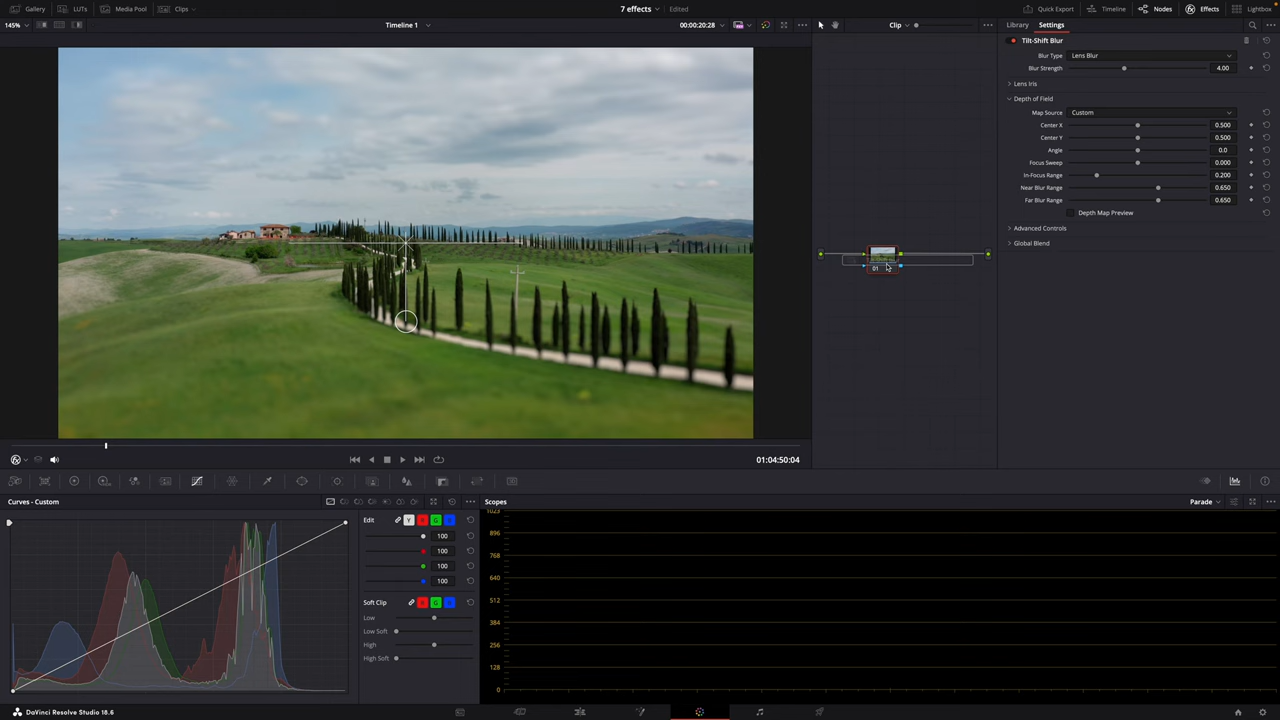 Gallery LUTs Media Pool Clips 7 effects Edited Quick Export Timeline Nodes Effects Lightbox
145% Timeline 1 00:00:20:28 Clip Library Settings
Tilt-Shift Blur
Blur Type Lens Blur
Blur Strength 4.00
Lens Iris
Depth of Field
Map Source Custom
Center X 0.500
Center Y 0.500
Angle 0.0
Focus Sweep 0.000
In-Focus Range 0.200
Near Blur Range 0.650
Far Blur Range 0.650
Depth Map Preview
Advanced Controls
Global Blend
01
01:04:50:04
Curves - Custom
Edit Y R G B
100
100
100
100
Soft Clip R G B
Low
Low Soft
High
High Soft
Scopes Parade
1023
896
768
640
512
384
256
128
0
DaVinci Resolve Studio 18.6